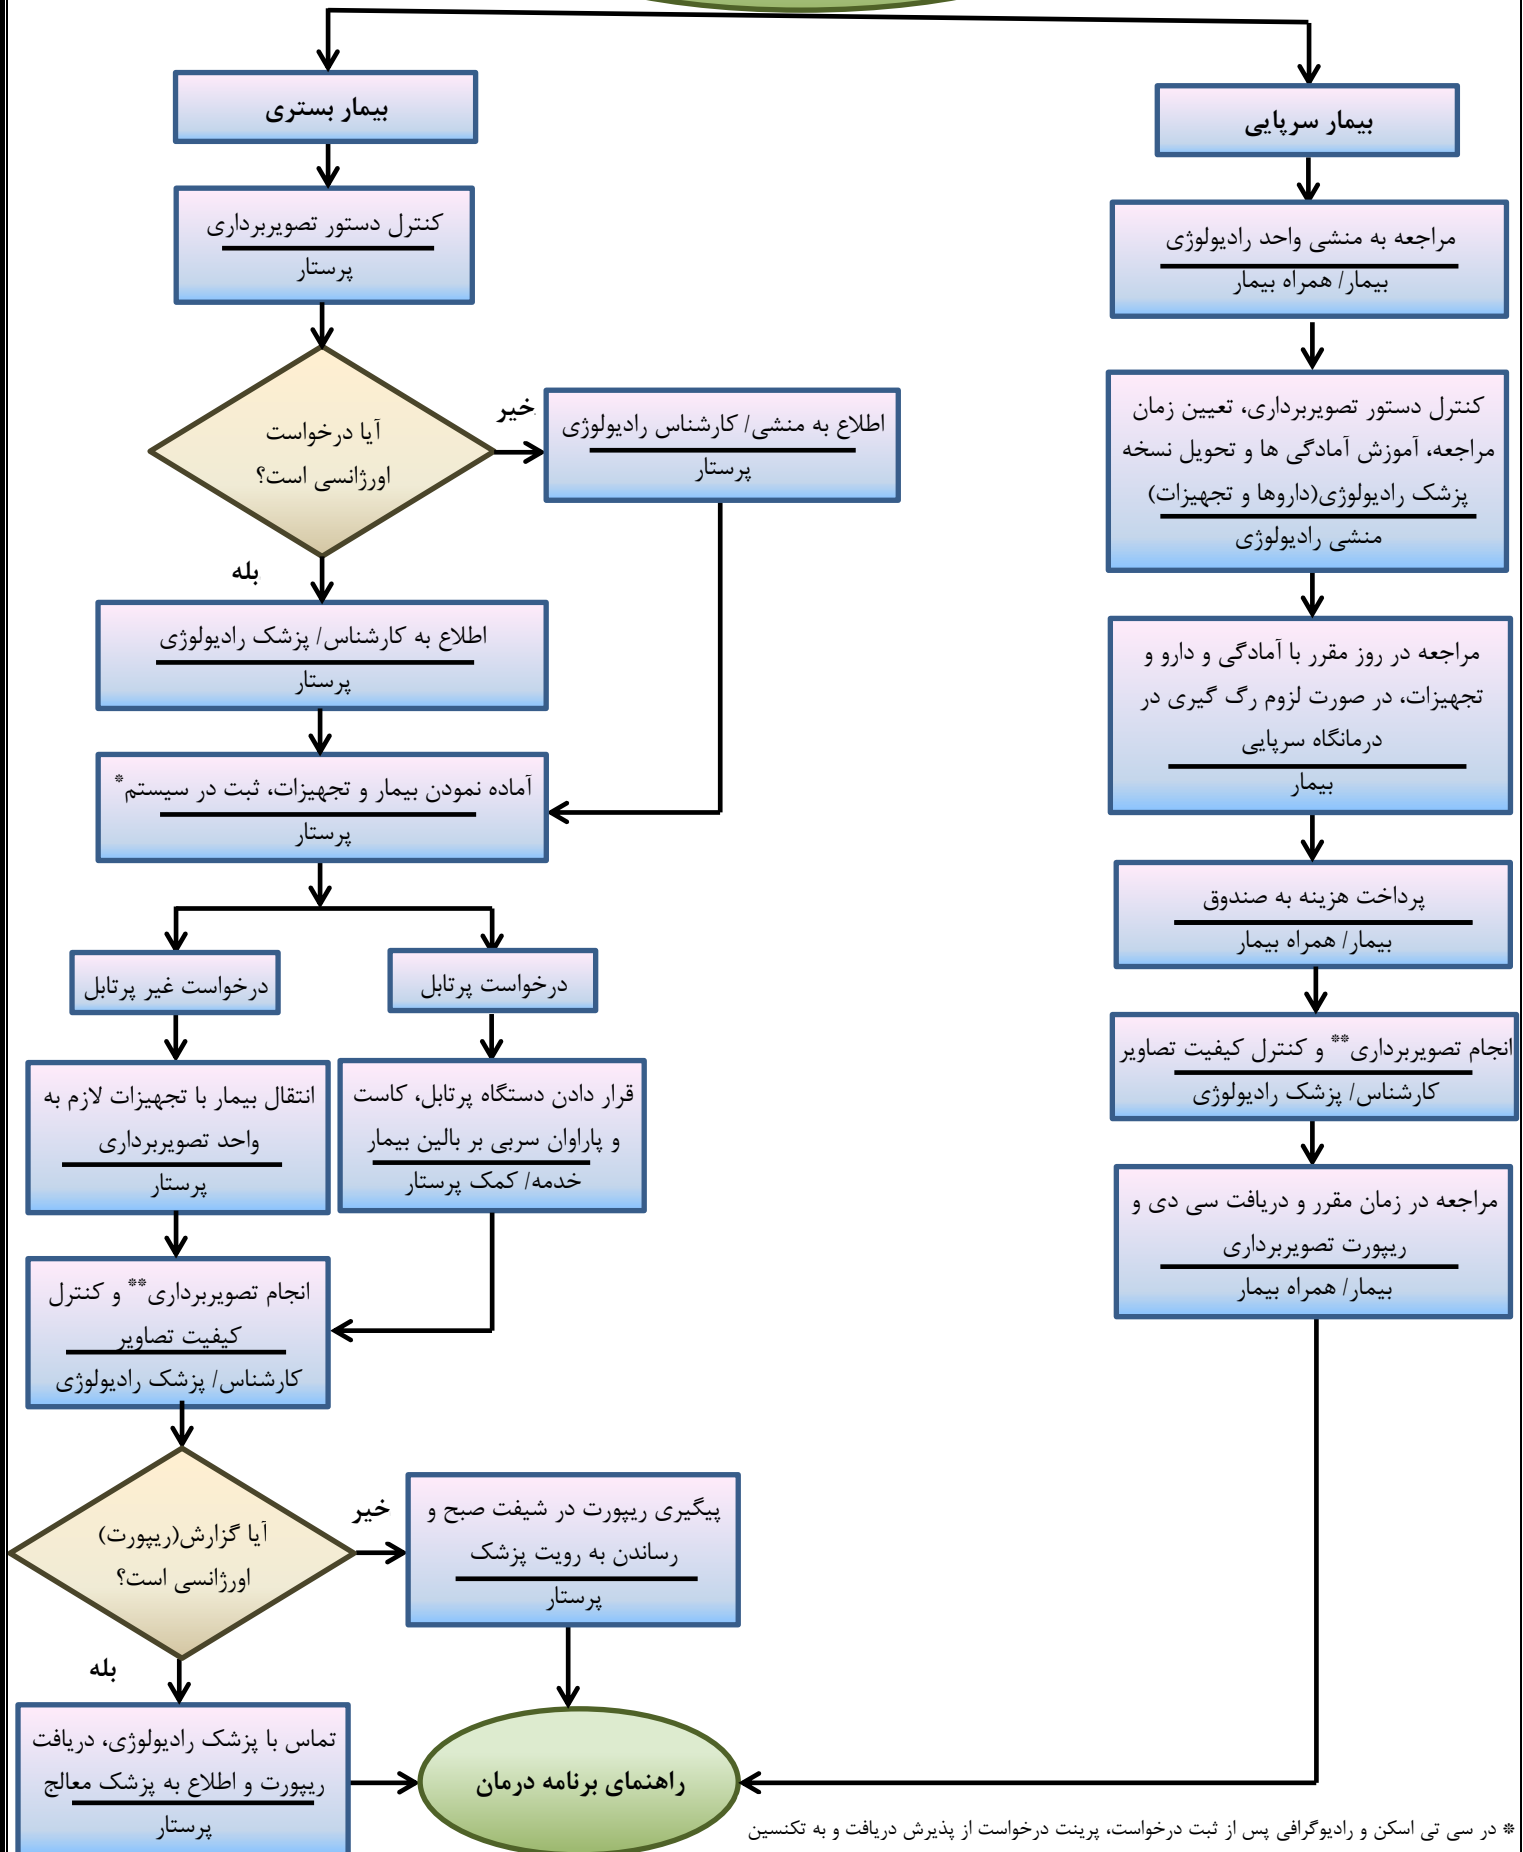 بیمار بستری
کنترل دستور تصویربرداری
پرستار
آیا درخواست
اورژانسی است؟
خیر
اطلاع به منشی/ کارشناس رادیولوژی
پرستار
بله
اطلاع به کارشناس/ پزشک رادیولوژی
پرستار
آماده نمودن بیمار و تجهیزات، ثبت در سیستم*
پرستار
درخواست پرتابل
درخواست غیر پرتابل
قرار دادن دستگاه پرتابل، کاست
و پاراوان سربی بر بالین بیمار
خدمه/ کمک پرستار
انتقال بیمار با تجهیزات لازم به
واحد تصویربرداری
پرستار
انجام تصویربرداری** و کنترل
کیفیت تصاویر
کارشناس/ پزشک رادیولوژی
آیا گزارش(ریپورت)
اورژانسی است؟
خیر
پیگیری ریپورت در شیفت صبح و
رساندن به رویت پزشک
پرستار
بله
تماس با پزشک رادیولوژی، دریافت
ریپورت و اطلاع به پزشک معالج
پرستار
بیمار سرپایی
مراجعه به منشی واحد رادیولوژی
بیمار/ همراه بیمار
کنترل دستور تصویربرداری، تعیین زمان
مراجعه، آموزش آمادگی ها و تحویل نسخه
پزشک رادیولوژی(داروها و تجهیزات)
منشی رادیولوژی
مراجعه در روز مقرر با آمادگی و دارو و
تجهیزات، در صورت لزوم رگ گیری در
درمانگاه سرپایی
بیمار
پرداخت هزینه به صندوق
بیمار/ همراه بیمار
انجام تصویربرداری** و کنترل کیفیت تصاویر
کارشناس/ پزشک رادیولوژی
مراجعه در زمان مقرر و دریافت سی دی و
ریپورت تصویربرداری
بیمار/ همراه بیمار
راهنمای برنامه درمان
* در سی تی اسکن و رادیوگرافی پس از ثبت درخواست، پرینت درخواست از پذیرش دریافت و به تکنسین